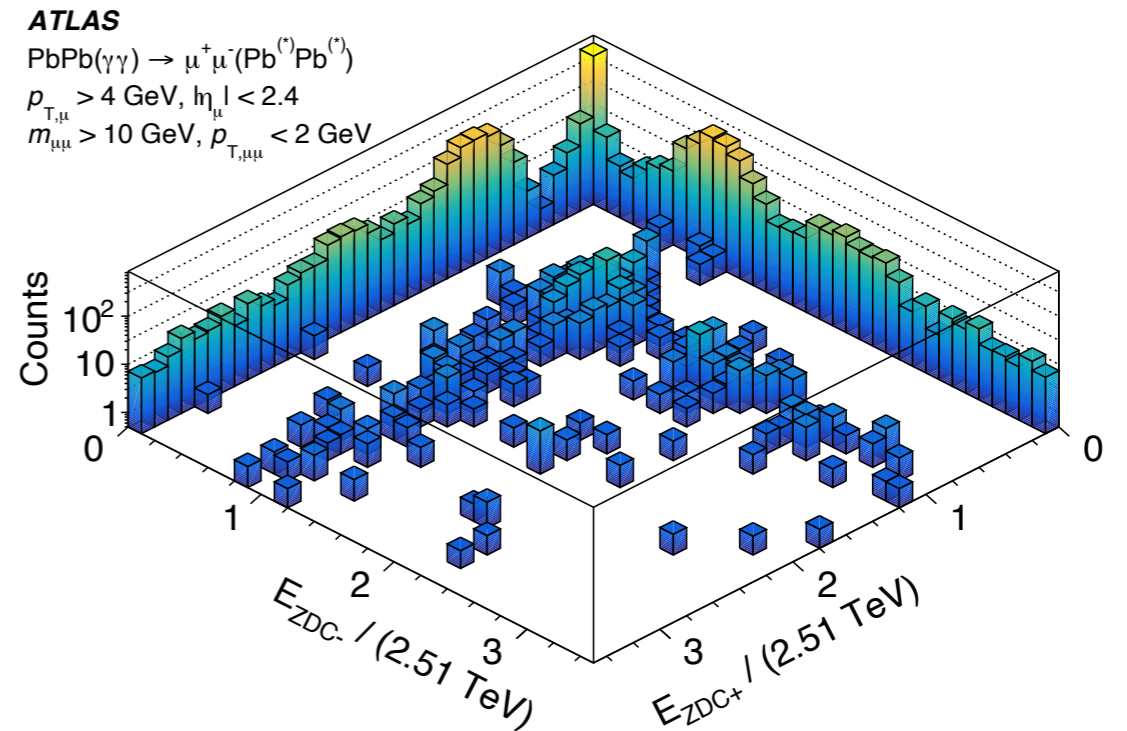 ATLAS
PbPb(γγ) → μ⁺μ⁻(Pb⁽*⁾Pb⁽*⁾)
p_T,μ > 4 GeV, |η_μ| < 2.4
m_μμ > 10 GeV, p_T,μμ < 2 GeV
Counts
10²
10
1
0
1
2
3
E_ZDC- / (2.51 TeV)
0
1
2
3
E_ZDC+ / (2.51 TeV)